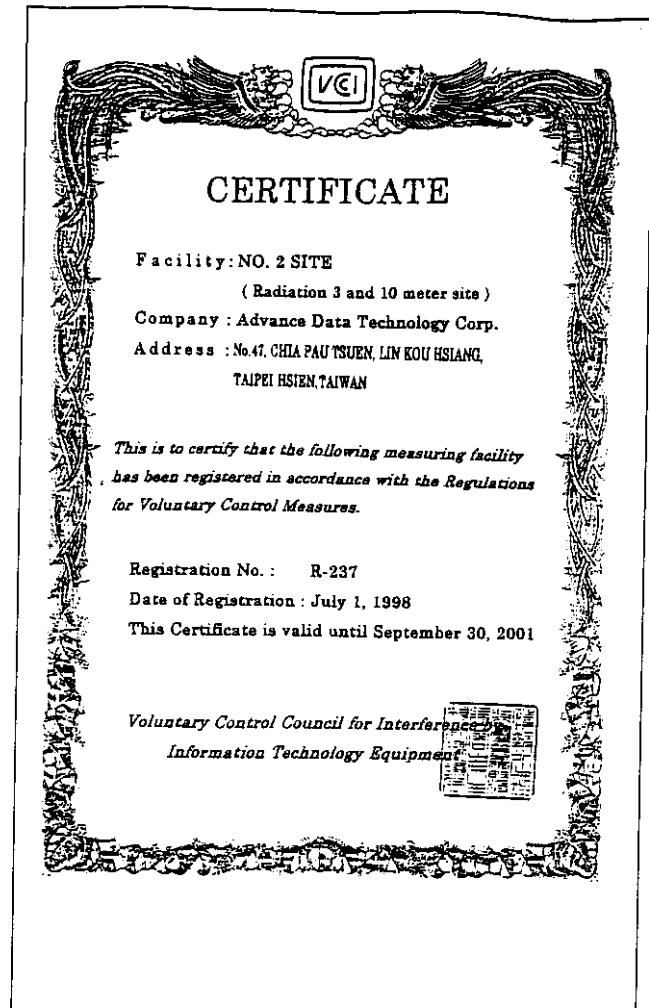 VCCI
CERTIFICATE
Facility: NO. 2 SITE
( Radiation 3 and 10 meter site )
Company : Advance Data Technology Corp.
Address : No.47, CHIA PAU TSUEN, LIN KOU HSIANG,
TAIPEI HSIEN,TAIWAN
This is to certify that the following measuring facility
has been registered in accordance with the Regulations
for Voluntary Control Measures.
Registration No. : R-237
Date of Registration : July 1, 1998
This Certificate is valid until September 30, 2001
Voluntary Control Council for Interference by
Information Technology Equipment